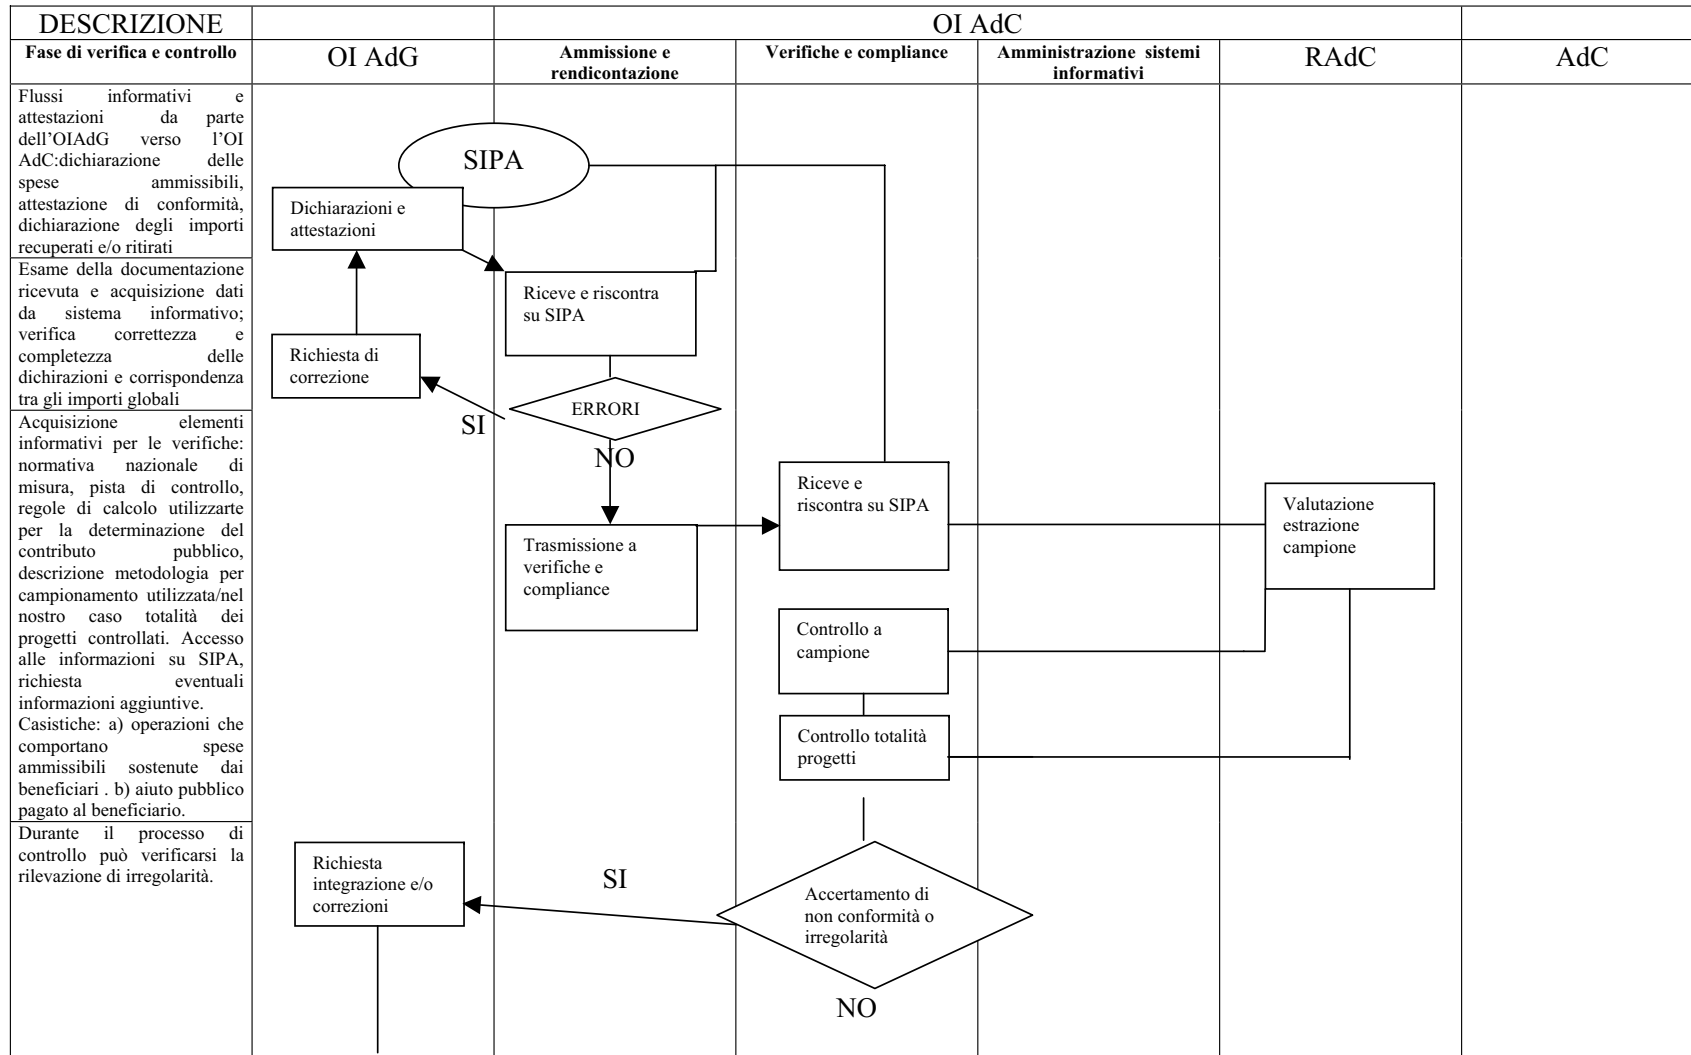 DESCRIZIONE
OI AdC
Fase di verifica e controllo
OI AdG
Ammissione e
rendicontazione
Verifiche e compliance
Amministrazione sistemi
informativi
RAdC
AdC
Flussi informativi e
attestazioni da parte
dell'OIAdG verso l'OI
AdC:dichiarazione delle
spese ammissibili,
attestazione di conformità,
dichiarazione degli importi
recuperati e/o ritirati
SIPA
Dichiarazioni e
attestazioni
Esame della documentazione
ricevuta e acquisizione dati
da sistema informativo;
verifica correttezza e
completezza delle
dichirazioni e corrispondenza
tra gli importi globali
Riceve e riscontra
su SIPA
Richiesta di
correzione
ERRORI
SI
NO
Acquisizione elementi
informativi per le verifiche:
normativa nazionale di
misura, pista di controllo,
regole di calcolo utilizzarte
per la determinazione del
contributo pubblico,
descrizione metodologia per
campionamento utilizzata/nel
nostro caso totalità dei
progetti controllati. Accesso
alle informazioni su SIPA,
richiesta eventuali
informazioni aggiuntive.
Casistiche: a) operazioni che
comportano spese
ammissibili sostenute dai
beneficiari . b) aiuto pubblico
pagato al beneficiario.
Trasmissione a
verifiche e
compliance
Riceve e
riscontra su SIPA
Valutazione
estrazione
campione
Controllo a
campione
Controllo totalità
progetti
Durante il processo di
controllo può verificarsi la
rilevazione di irregolarità.
Richiesta
integrazione e/o
correzioni
SI
Accertamento di
non conformità o
irregolarità
NO